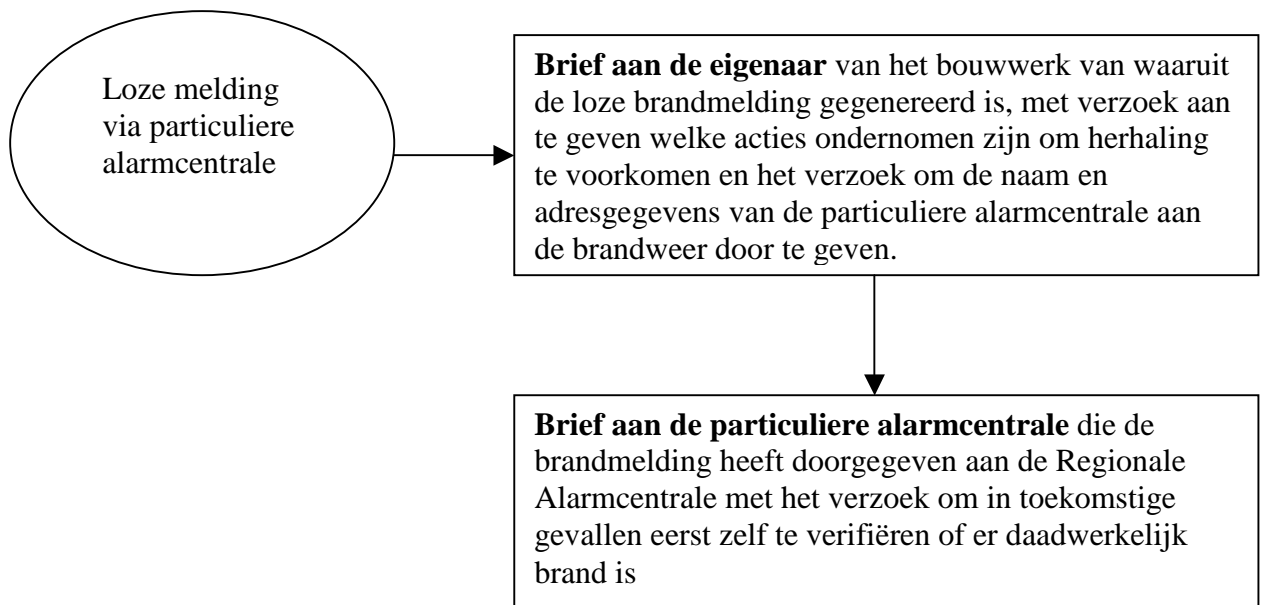 Loze melding
via particuliere
alarmcentrale
Brief aan de eigenaar van het bouwwerk van waaruit
de loze brandmelding gegenereerd is, met verzoek aan
te geven welke acties ondernomen zijn om herhaling
te voorkomen en het verzoek om de naam en
adresgegevens van de particuliere alarmcentrale aan
de brandweer door te geven.
Brief aan de particuliere alarmcentrale die de
brandmelding heeft doorgegeven aan de Regionale
Alarmcentrale met het verzoek om in toekomstige
gevallen eerst zelf te verifiëren of er daadwerkelijk
brand is